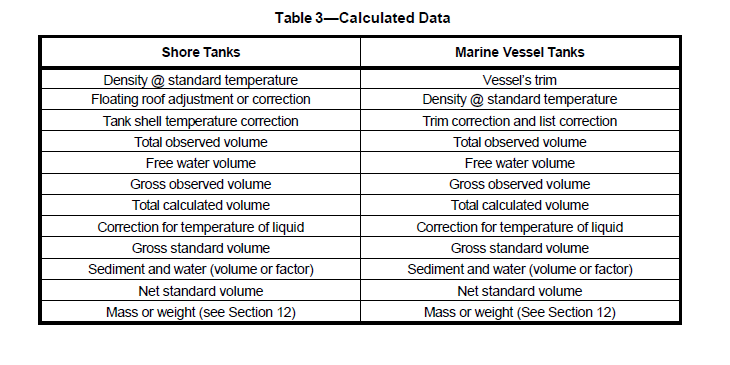 Table 3—Calculated Data
Shore Tanks Marine Vessel Tanks
Density @ standard temperature Vessel's trim
Floating roof adjustment or correction Density @ standard temperature
Tank shell temperature correction Trim correction and list correction
Total observed volume Total observed volume
Free water volume Free water volume
Gross observed volume Gross observed volume
Total calculated volume Total calculated volume
Correction for temperature of liquid Correction for temperature of liquid
Gross standard volume Gross standard volume
Sediment and water (volume or factor) Sediment and water (volume or factor)
Net standard volume Net standard volume
Mass or weight (see Section 12) Mass or weight (See Section 12)